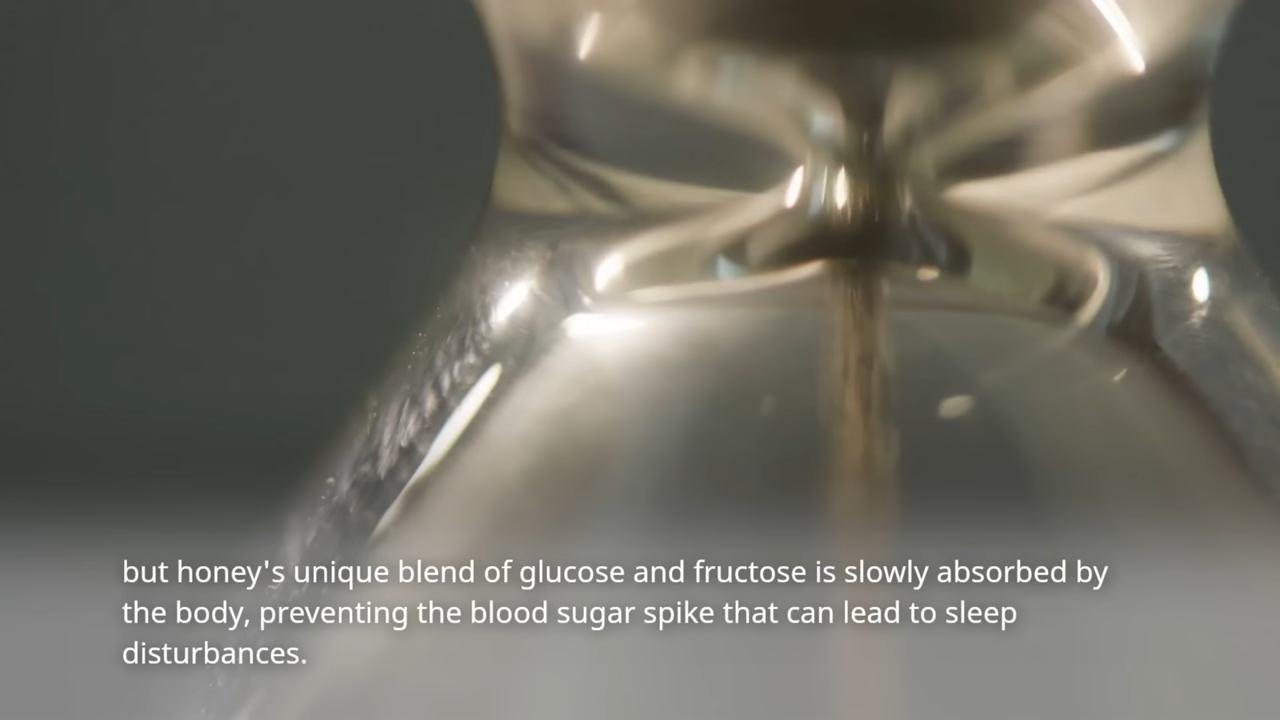 but honey's unique blend of glucose and fructose is slowly absorbed by
the body, preventing the blood sugar spike that can lead to sleep
disturbances.